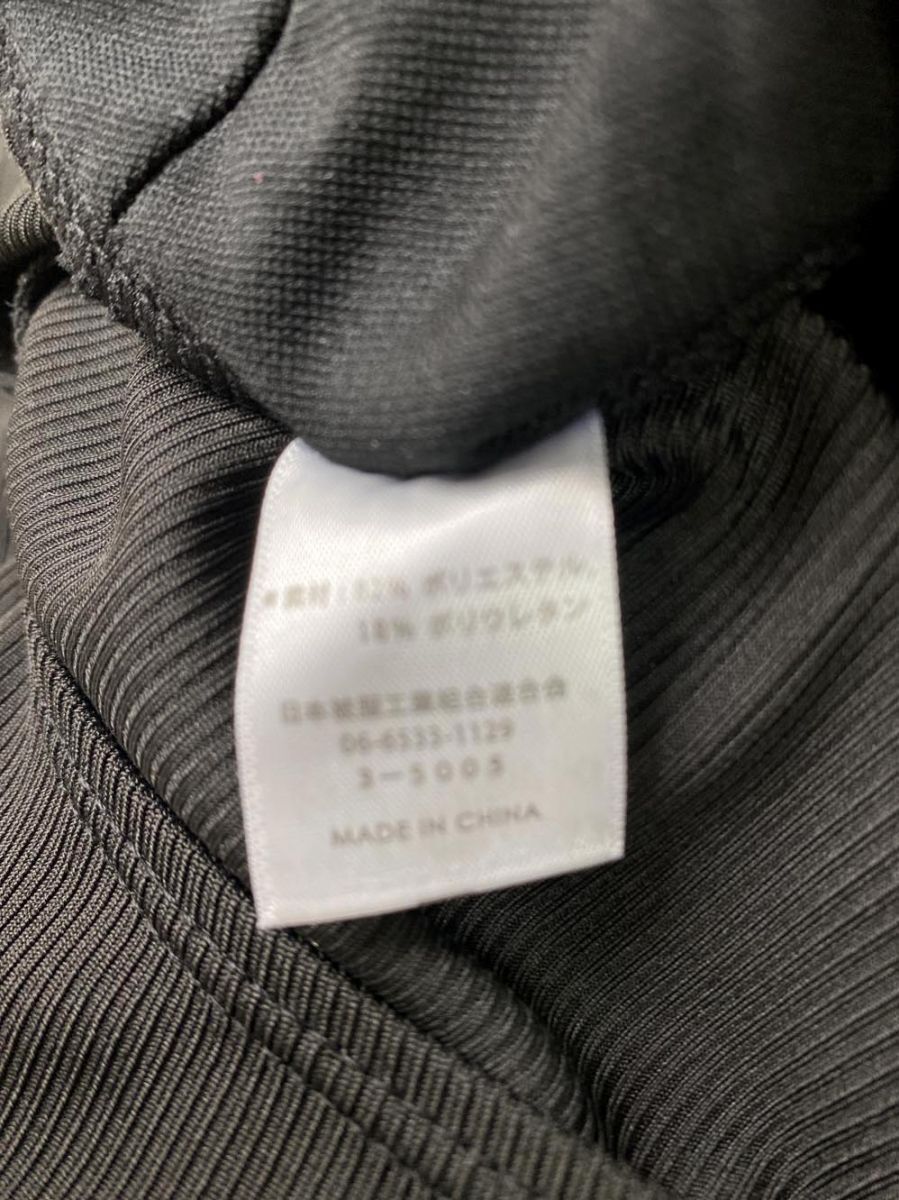 *素材:82% ポリエステル,
18% ポリウレタン
日本被服工業組合連合会
06-6533-1129
3-5005
MADE IN CHINA